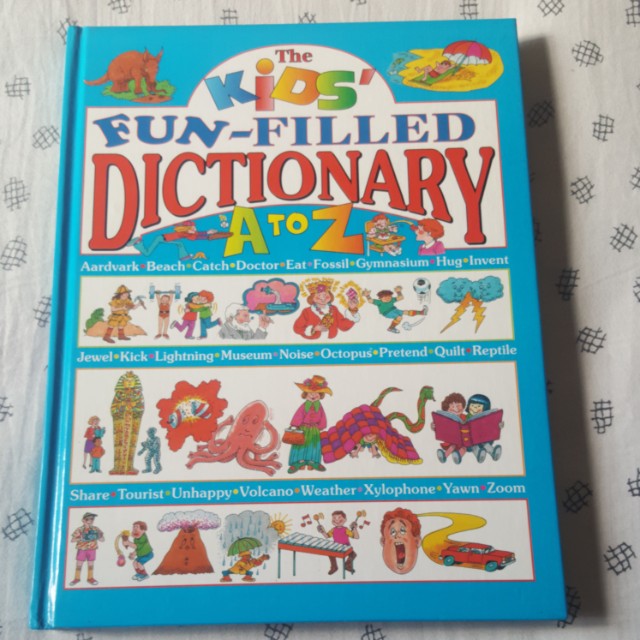 The
KiDS'
FUN-FILLED
DICTIONARY
A TO Z
Aardvark•Beach•Catch•Doctor•Eat•Fossil•Gymnasium•Hug•Invent
Jewel•Kick•Lightning•Museum•Noise•Octopus•Pretend•Quilt•Reptile
Share•Tourist•Unhappy•Volcano•Weather•Xylophone•Yawn•Zoom